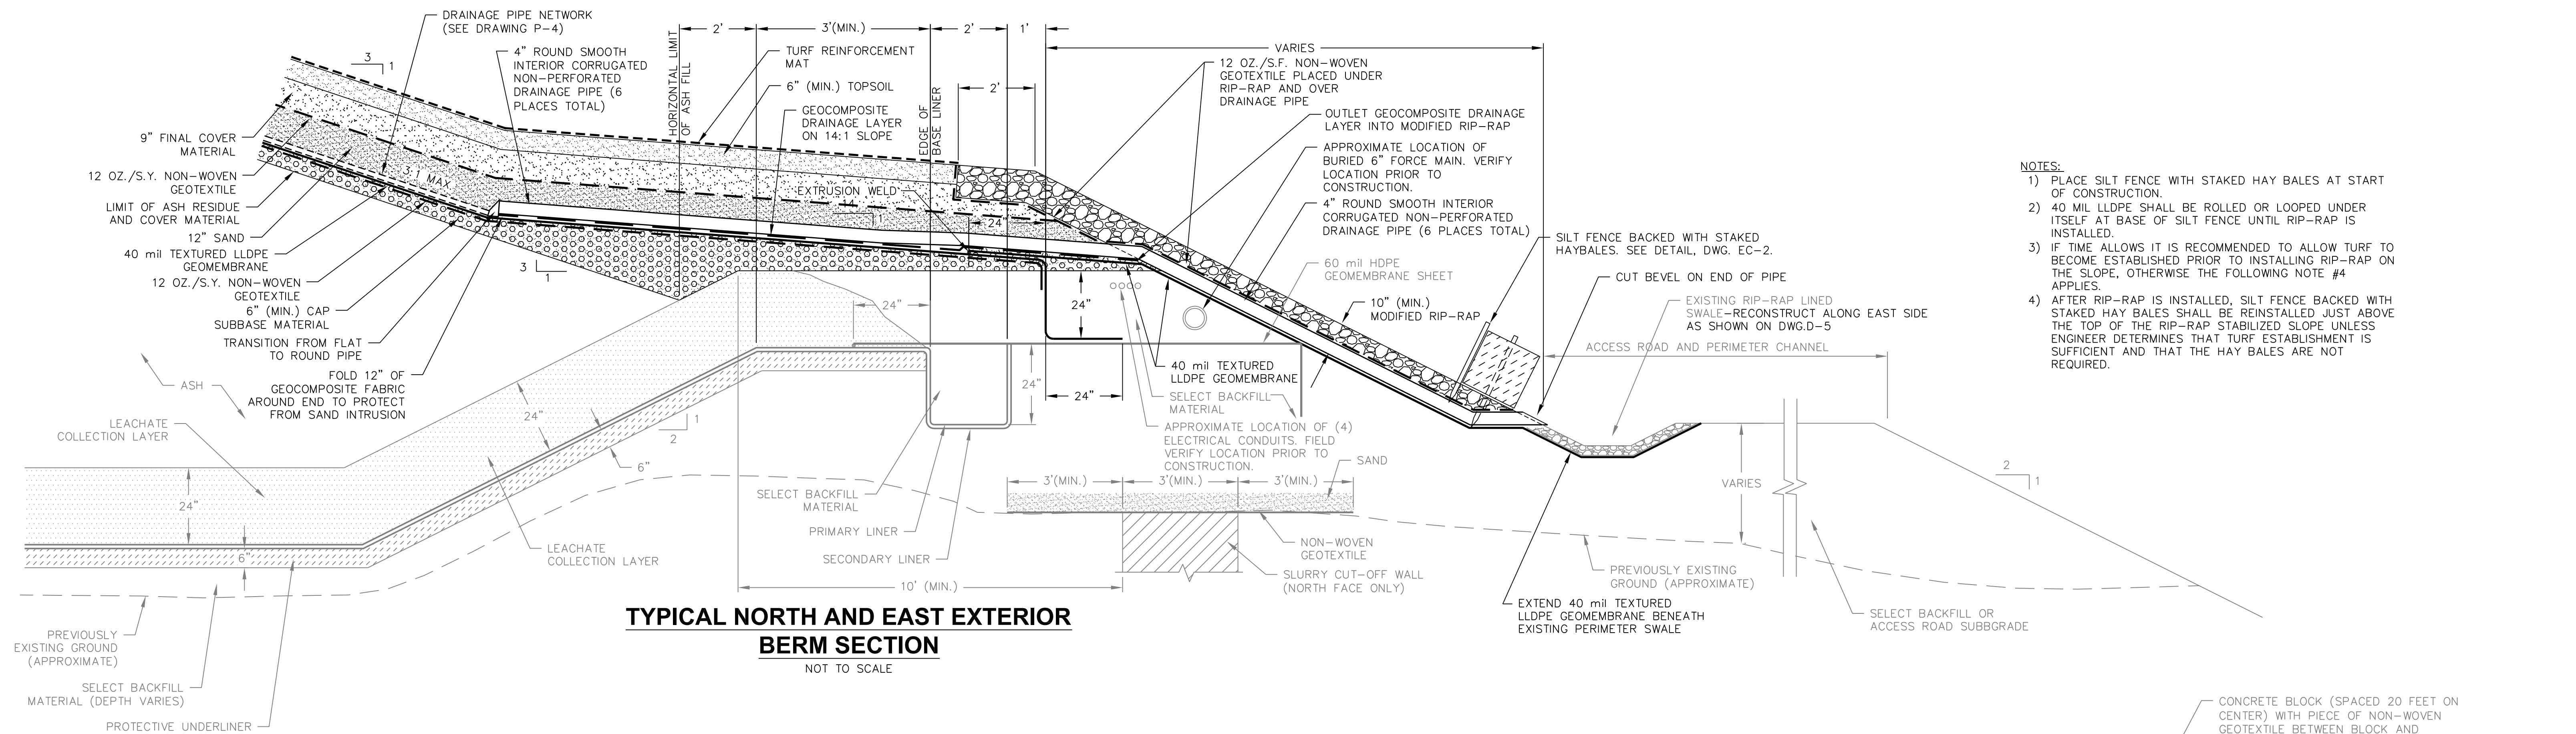 DRAINAGE PIPE NETWORK
(SEE DRAWING P-4)
4" ROUND SMOOTH
INTERIOR CORRUGATED
NON-PERFORATED
DRAINAGE PIPE (6
PLACES TOTAL)
3
1
HORIZONTAL LIMIT
OF ASH FILL
2'
3'(MIN.)
2'
1'
VARIES
2'
TURF REINFORCEMENT
MAT
6" (MIN.) TOPSOIL
GEOCOMPOSITE
DRAINAGE LAYER
ON 14:1 SLOPE
EDGE OF
BASE LINER
12 OZ./S.F. NON-WOVEN
GEOTEXTILE PLACED UNDER
RIP-RAP AND OVER
DRAINAGE PIPE
OUTLET GEOCOMPOSITE DRAINAGE
LAYER INTO MODIFIED RIP-RAP
APPROXIMATE LOCATION OF
BURIED 6" FORCE MAIN. VERIFY
LOCATION PRIOR TO
CONSTRUCTION.
4" ROUND SMOOTH INTERIOR
CORRUGATED NON-PERFORATED
DRAINAGE PIPE (6 PLACES TOTAL)
60 mil HDPE
GEOMEMBRANE SHEET
10" (MIN.)
MODIFIED RIP-RAP
SILT FENCE BACKED WITH STAKED
HAYBALES. SEE DETAIL, DWG. EC-2.
CUT BEVEL ON END OF PIPE
EXISTING RIP-RAP LINED
SWALE-RECONSTRUCT ALONG EAST SIDE
AS SHOWN ON DWG.D-5
ACCESS ROAD AND PERIMETER CHANNEL
9" FINAL COVER
MATERIAL
12 OZ./S.Y. NON-WOVEN
GEOTEXTILE
LIMIT OF ASH RESIDUE
AND COVER MATERIAL
12" SAND
40 mil TEXTURED LLDPE
GEOMEMBRANE
12 OZ./S.Y. NON-WOVEN
GEOTEXTILE
6" (MIN.) CAP
SUBBASE MATERIAL
TRANSITION FROM FLAT
TO ROUND PIPE
FOLD 12" OF
GEOCOMPOSITE FABRIC
AROUND END TO PROTECT
FROM SAND INTRUSION
3:1 MAX
EXTRUSION WELD
14
1
24"
3
1
24"
24"
24"
24"
40 mil TEXTURED
LLDPE GEOMEMBRANE
SELECT BACKFILL
MATERIAL
APPROXIMATE LOCATION OF (4)
ELECTRICAL CONDUITS. FIELD
VERIFY LOCATION PRIOR TO
CONSTRUCTION.
ASH
LEACHATE
COLLECTION LAYER
24"
24"
6"
1
2
6"
SELECT BACKFILL
MATERIAL
PRIMARY LINER
SECONDARY LINER
LEACHATE
COLLECTION LAYER
3'(MIN.)
3'(MIN.)
3'(MIN.)
SAND
NON-WOVEN
GEOTEXTILE
SLURRY CUT-OFF WALL
(NORTH FACE ONLY)
10' (MIN.)
VARIES
2
1
PREVIOUSLY EXISTING
GROUND (APPROXIMATE)
EXTEND 40 mil TEXTURED
LLDPE GEOMEMBRANE BENEATH
EXISTING PERIMETER SWALE
SELECT BACKFILL OR
ACCESS ROAD SUBBGRADE
PREVIOUSLY
EXISTING GROUND
(APPROXIMATE)
SELECT BACKFILL
MATERIAL (DEPTH VARIES)
PROTECTIVE UNDERLINER
TYPICAL NORTH AND EAST EXTERIOR
BERM SECTION
NOT TO SCALE
NOTES:
1) PLACE SILT FENCE WITH STAKED HAY BALES AT START
OF CONSTRUCTION.
2) 40 MIL LLDPE SHALL BE ROLLED OR LOOPED UNDER
ITSELF AT BASE OF SILT FENCE UNTIL RIP-RAP IS
INSTALLED.
3) IF TIME ALLOWS IT IS RECOMMENDED TO ALLOW TURF TO
BECOME ESTABLISHED PRIOR TO INSTALLING RIP-RAP ON
THE SLOPE, OTHERWISE THE FOLLOWING NOTE #4
APPLIES.
4) AFTER RIP-RAP IS INSTALLED, SILT FENCE BACKED WITH
STAKED HAY BALES SHALL BE REINSTALLED JUST ABOVE
THE TOP OF THE RIP-RAP STABILIZED SLOPE UNLESS
ENGINEER DETERMINES THAT TURF ESTABLISHMENT IS
SUFFICIENT AND THAT THE HAY BALES ARE NOT
REQUIRED.
CONCRETE BLOCK (SPACED 20 FEET ON
CENTER) WITH PIECE OF NON-WOVEN
GEOTEXTILE BETWEEN BLOCK AND